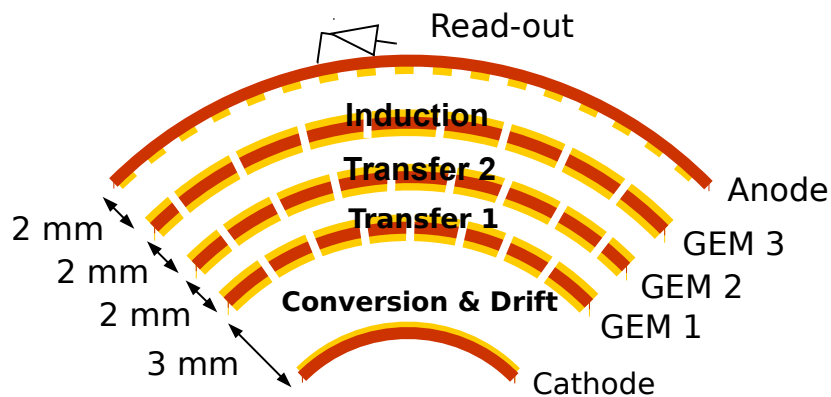 Read-out
Induction
Transfer 2
Anode
Transfer 1
2 mm
GEM 3
2 mm
GEM 2
Conversion & Drift
2 mm
GEM 1
3 mm
Cathode